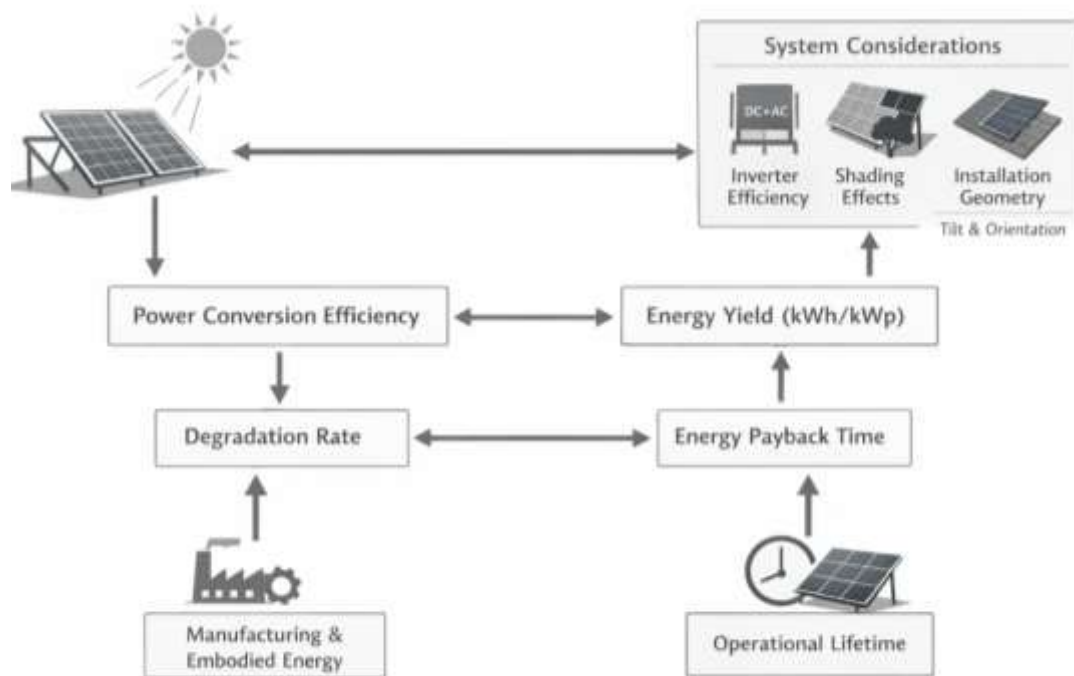 System Considerations
DC+AC
Inverter
Efficiency
Shading
Effects
Installation
Geometry
Tilt & Orientation
Power Conversion Efficiency
Energy Yield (kWh/kWp)
Degradation Rate
Energy Payback Time
Manufacturing &
Embodied Energy
Operational Lifetime